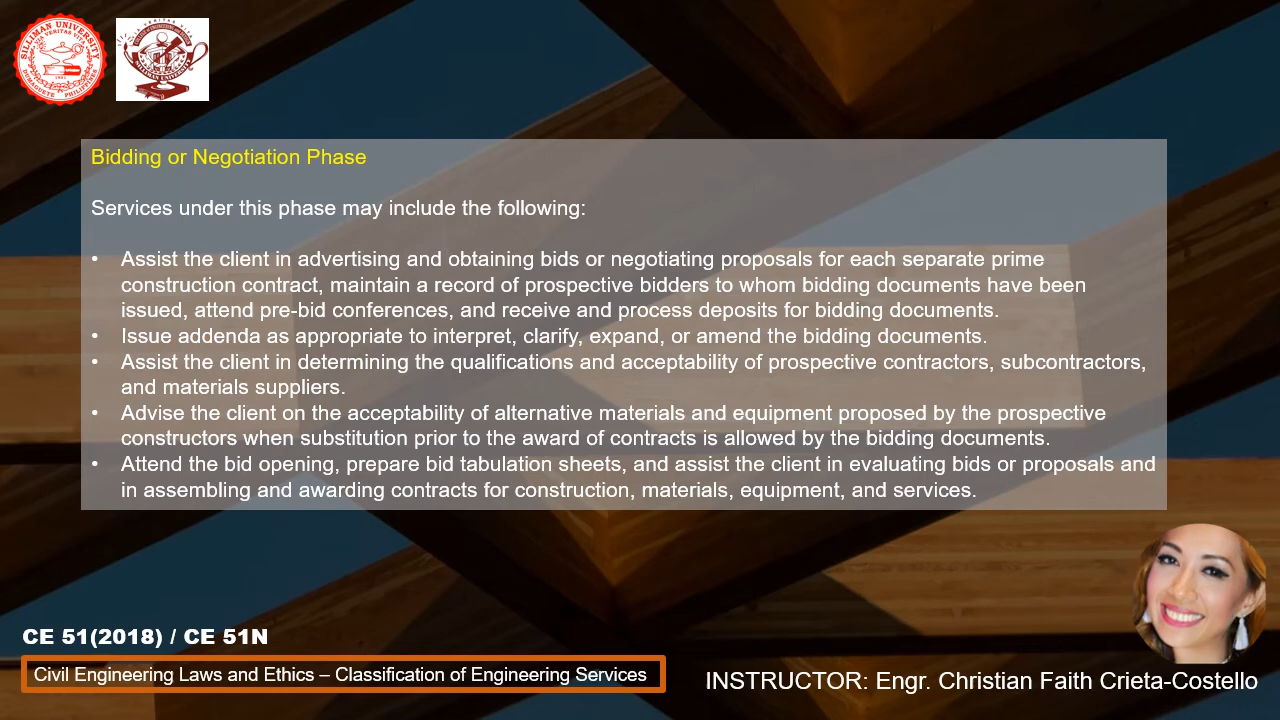 SILLIMAN UNIVERSITY
VIA VERITAS VITA
1901
DUMAGUETE PHILIPPINES
Bidding or Negotiation Phase
Services under this phase may include the following:
• Assist the client in advertising and obtaining bids or negotiating proposals for each separate prime
construction contract, maintain a record of prospective bidders to whom bidding documents have been
issued, attend pre-bid conferences, and receive and process deposits for bidding documents.
• Issue addenda as appropriate to interpret, clarify, expand, or amend the bidding documents.
• Assist the client in determining the qualifications and acceptability of prospective contractors, subcontractors,
and materials suppliers.
• Advise the client on the acceptability of alternative materials and equipment proposed by the prospective
constructors when substitution prior to the award of contracts is allowed by the bidding documents.
• Attend the bid opening, prepare bid tabulation sheets, and assist the client in evaluating bids or proposals and
in assembling and awarding contracts for construction, materials, equipment, and services.
CE 51(2018) / CE 51N
Civil Engineering Laws and Ethics – Classification of Engineering Services
INSTRUCTOR: Engr. Christian Faith Crieta-Costello